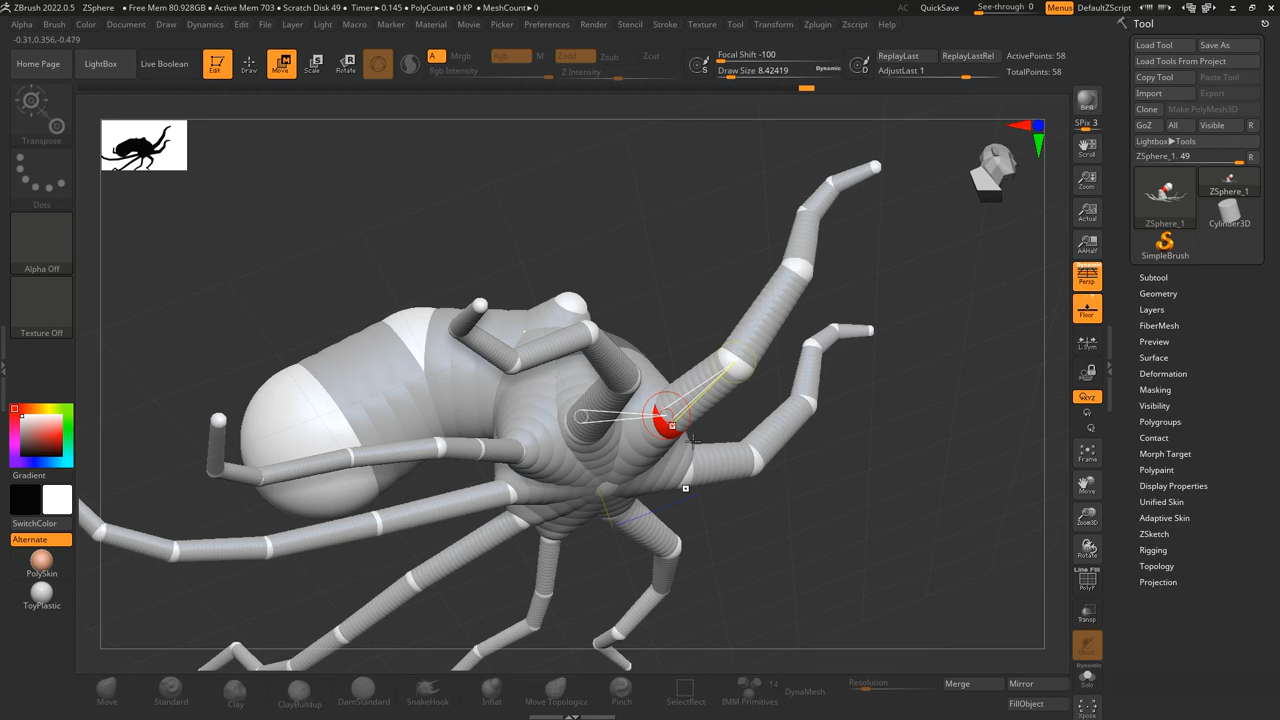 ZBrush 2022.0.5 ZSphere • Free Mem 80.928GB • Active Mem 703 • Scratch Disk 49 • Timer▶0.145 • PolyCount▶0 KP • MeshCount▶0 AC QuickSave See-through 0 Menus DefaultZScript
Alpha Brush Color Document Draw Dynamics Edit File Layer Light Macro Marker Material Movie Picker Preferences Render Stencil Stroke Texture Tool Transform Zplugin Zscript Help
-0.31,0.356,-0.479
Home Page LightBox Live Boolean Edit Draw Move Scale Rotate
A Mrgb Rgb M Zadd Zsub Zcut
Rgb Intensity Z Intensity
S Focal Shift -100
Draw Size 8.42419 Dynamic
D ReplayLast ReplayLastRel ActivePoints: 58
AdjustLast 1 TotalPoints: 58
Transpose
Dots
Alpha Off
Texture Off
Gradient
SwitchColor
Alternate
PolySkin
ToyPlastic
BPR
SPix 3
Scroll
Zoom
Actual
AAHalf
Dynamic
Persp
Floor
L.Sym
XYZ
Frame
Move
Zoom3D
Rotate
Line Fill
PolyF
Transp
Ghost
Dynamic
Solo
Xpose
Tool
Load Tool Save As
Load Tools From Project
Copy Tool Paste Tool
Import Export
Clone Make PolyMesh3D
GoZ All Visible R
Lightbox▶Tools
ZSphere_1. 49 R
ZSphere_1 ZSphere_1
Cylinder3D
SimpleBrush
Subtool
Geometry
Layers
FiberMesh
Preview
Surface
Deformation
Masking
Visibility
Polygroups
Contact
Morph Target
Polypaint
Display Properties
Unified Skin
Adaptive Skin
ZSketch
Rigging
Topology
Projection
Move Standard Clay ClayBuildup DamStandard SnakeHook Inflat Move Topologic Pinch SelectRect IMM Primitives 14 DynaMesh
Resolution Merge Mirror
FillObject